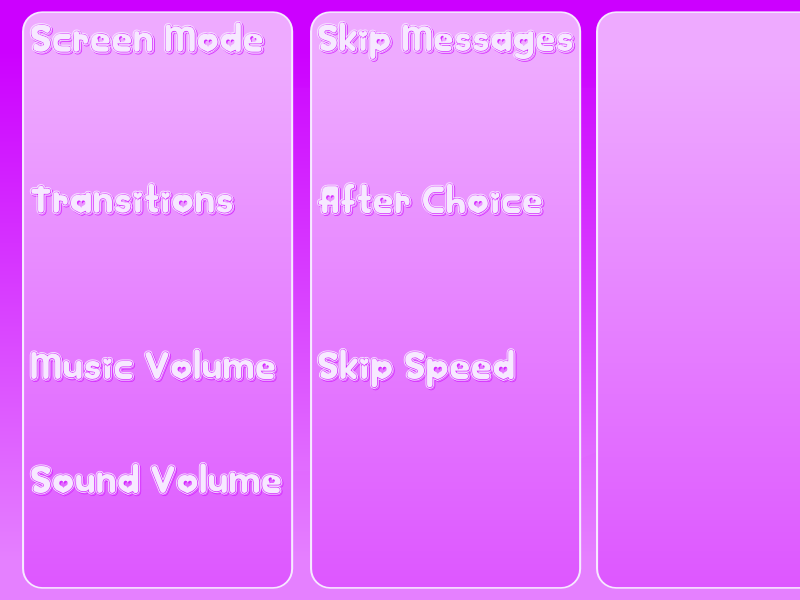 Screen Mode
Transitions
Music Volume
Sound Volume
Skip Messages
After Choice
Skip Speed